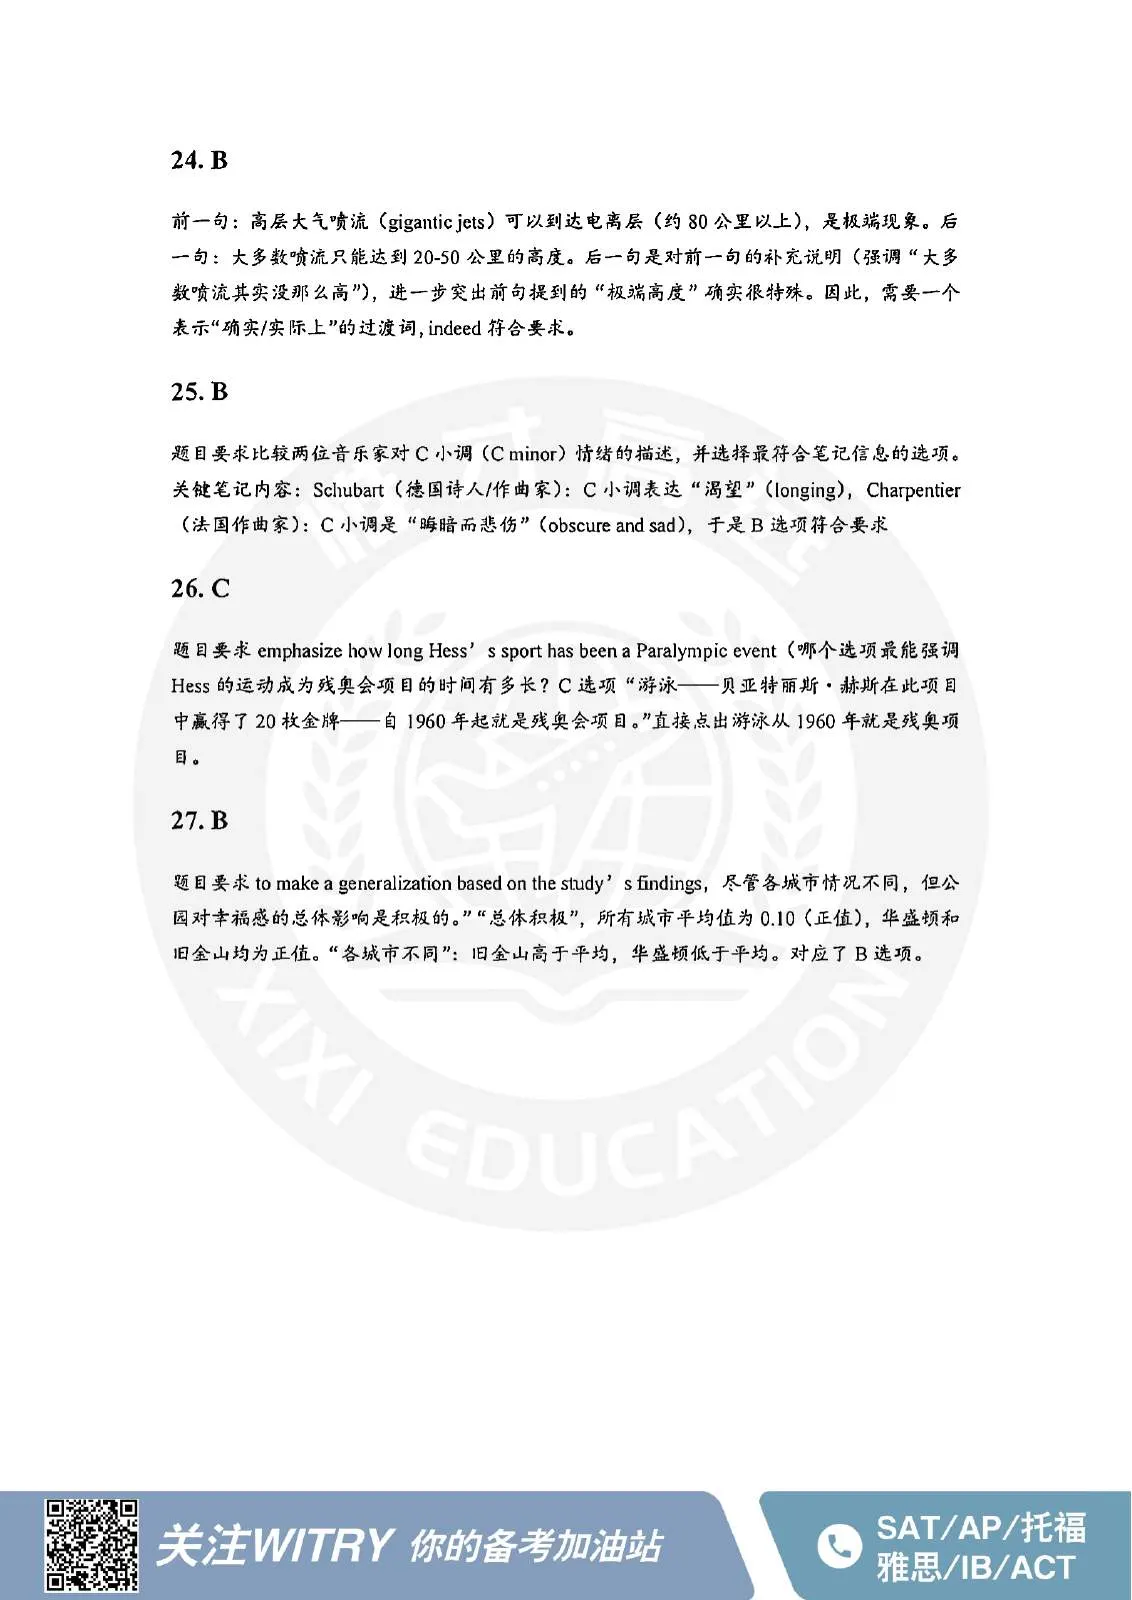 24. B
前一句：高层大气喷流（gigantic jets）可以到达电离层（约 80 公里以上），是极端现象。后
一句：大多数喷流只能达到 20-50 公里的高度。后一句是对前一句的补充说明（强调“大多
数喷流其实没那么高”），进一步突出前句提到的“极端高度”确实很特殊。因此，需要一个
表示“确实/实际上”的过渡词, indeed 符合要求。
25. B
题目要求比较两位音乐家对 C 小调（C minor）情绪的描述，并选择最符合笔记信息的选项。
关键笔记内容：Schubart（德国诗人/作曲家）：C 小调表达“渴望”（longing），Charpentier
（法国作曲家）：C 小调是“晦暗而悲伤”（obscure and sad），于是 B 选项符合要求
26. C
题目要求 emphasize how long Hess’s sport has been a Paralympic event（哪个选项最能强调
Hess 的运动成为残奥会项目的时间有多长？C 选项“游泳——贝亚特丽斯·赫斯在此项目
中赢得了 20 枚金牌——自 1960 年起就是残奥会项目。”直接点出游泳从 1960 年就是残奥项
目。
27. B
题目要求 to make a generalization based on the study’s findings，尽管各城市情况不同，但公
园对幸福感的总体影响是积极的。”“总体积极”，所有城市平均值为 0.10（正值），华盛顿和
旧金山均为正值。“各城市不同”：旧金山高于平均，华盛顿低于平均。对应了 B 选项。
XIXI EDUCATION
关注WITRY 你的备考加油站
SAT/AP/托福
雅思/IB/ACT